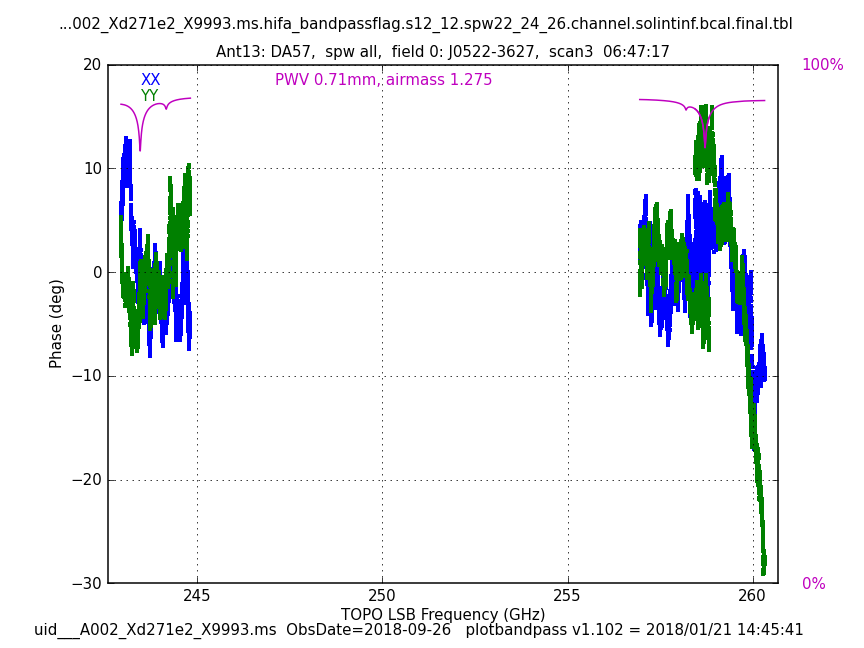 ...002_Xd271e2_X9993.ms.hifa_bandpassflag.s12_12.spw22_24_26.channel.solintinf.bcal.final.tbl
Ant13: DA57, spw all, field 0: J0522-3627, scan3 06:47:17
20
100%
XX
PWV 0.71mm, airmass 1.275
YY
10
0
Phase (deg)
−10
−20
−30
0%
245
250
255
260
TOPO LSB Frequency (GHz)
uid___A002_Xd271e2_X9993.ms ObsDate=2018-09-26 plotbandpass v1.102 = 2018/01/21 14:45:41